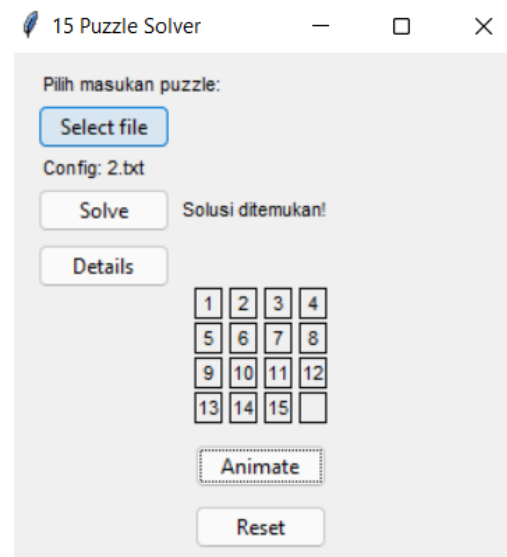 15 Puzzle Solver
Pilih masukan puzzle:
Select file
Config: 2.txt
Solve Solusi ditemukan!
Details
1 2 3 4
5 6 7 8
9 10 11 12
13 14 15
Animate
Reset